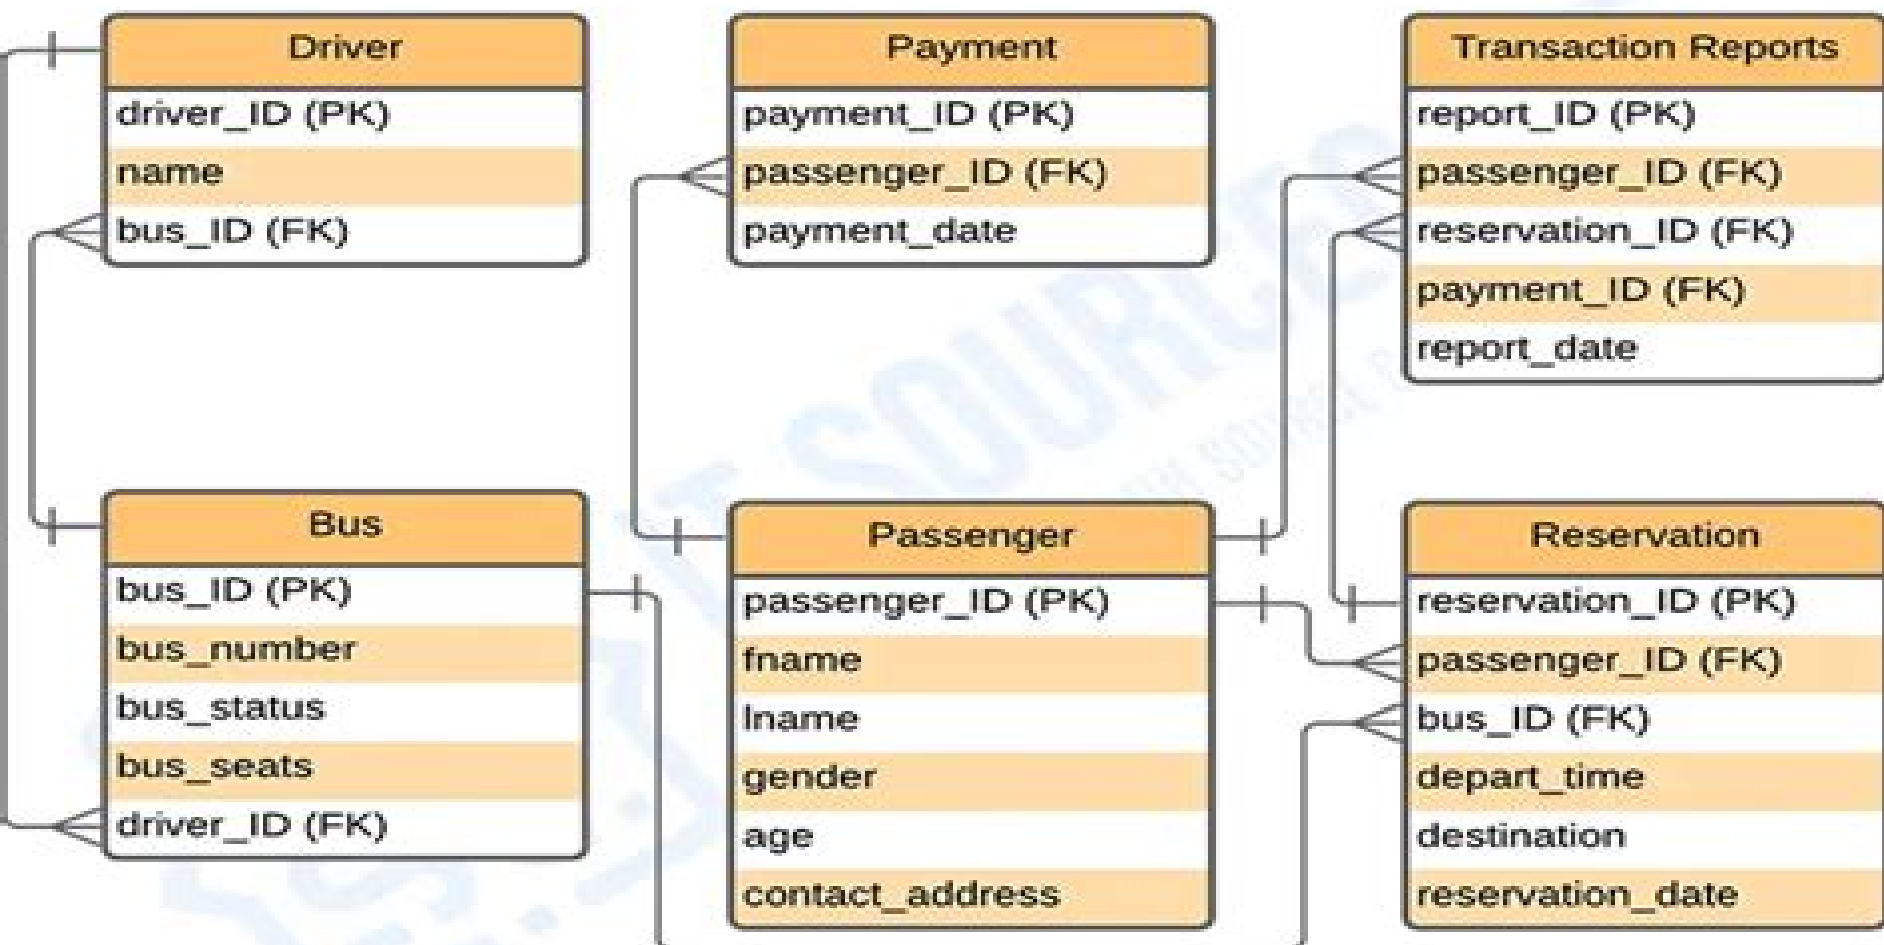 Driver
driver_ID (PK)
name
bus_ID (FK)
Payment
payment_ID (PK)
passenger_ID (FK)
payment_date
Transaction Reports
report_ID (PK)
passenger_ID (FK)
reservation_ID (FK)
payment_ID (FK)
report_date
Bus
bus_ID (PK)
bus_number
bus_status
bus_seats
driver_ID (FK)
Passenger
passenger_ID (PK)
fname
lname
gender
age
contact_address
Reservation
reservation_ID (PK)
passenger_ID (FK)
bus_ID (FK)
depart_time
destination
reservation_date
IT SOURCE